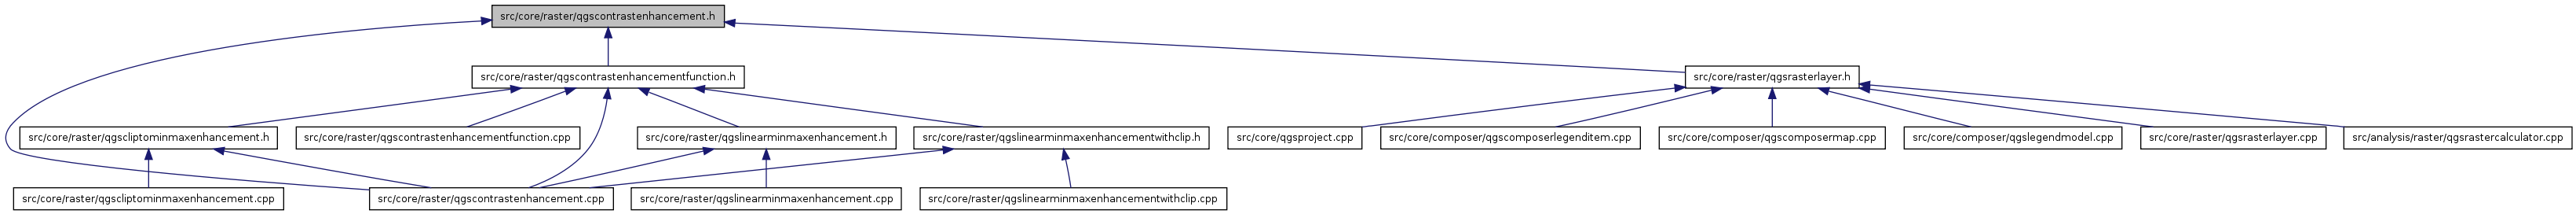 src/core/raster/qgscontrastenhancement.h
src/core/raster/qgscontrastenhancementfunction.h
src/core/raster/qgsrasterlayer.h
src/core/raster/qgscliptominmaxenhancement.h
src/core/raster/qgscontrastenhancementfunction.cpp
src/core/raster/qgslinearminmaxenhancement.h
src/core/raster/qgslinearminmaxenhancementwithclip.h
src/core/qgsproject.cpp
src/core/composer/qgscomposerlegenditem.cpp
src/core/composer/qgscomposermap.cpp
src/core/composer/qgslegendmodel.cpp
src/core/raster/qgsrasterlayer.cpp
src/analysis/raster/qgsrastercalculator.cpp
src/core/raster/qgscliptominmaxenhancement.cpp
src/core/raster/qgscontrastenhancement.cpp
src/core/raster/qgslinearminmaxenhancement.cpp
src/core/raster/qgslinearminmaxenhancementwithclip.cpp